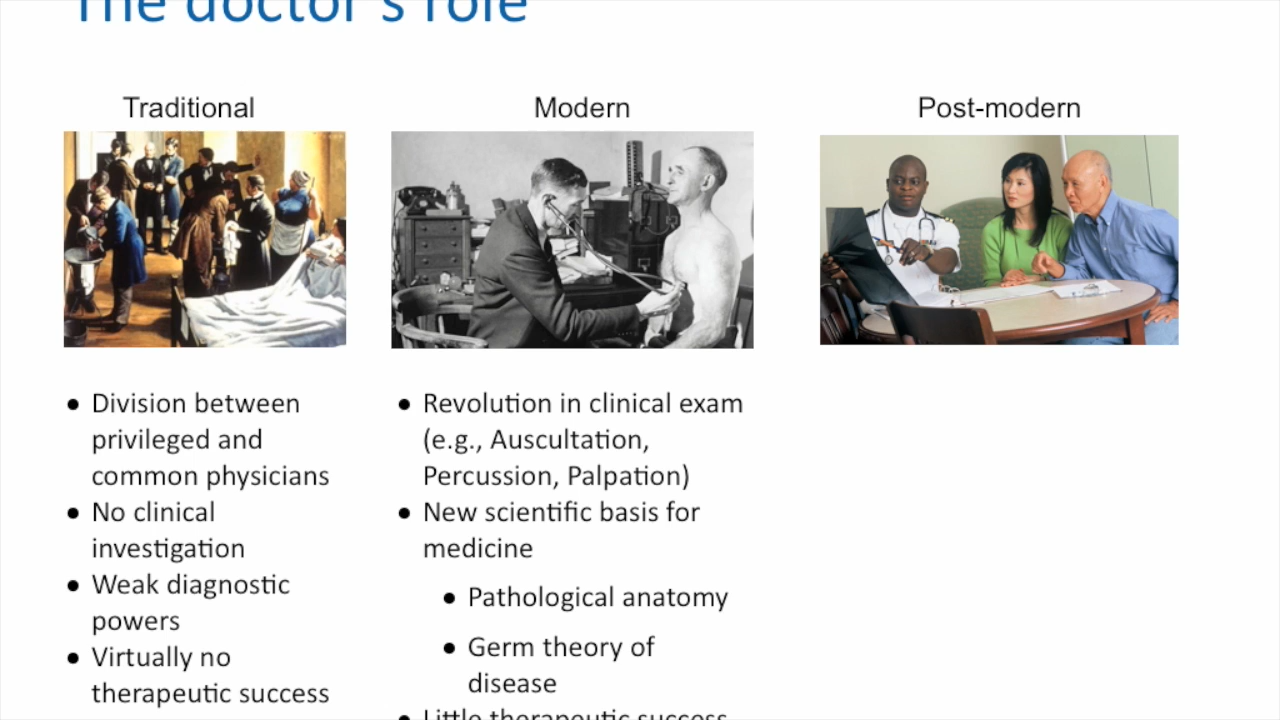 The doctor's role
Traditional
Modern
Post-modern
• Division between
privileged and
common physicians
• No clinical
investigation
• Weak diagnostic
powers
• Virtually no
therapeutic success
• Revolution in clinical exam
(e.g., Auscultation,
Percussion, Palpation)
• New scientific basis for
medicine
• Pathological anatomy
• Germ theory of
disease
• Little therapeutic success